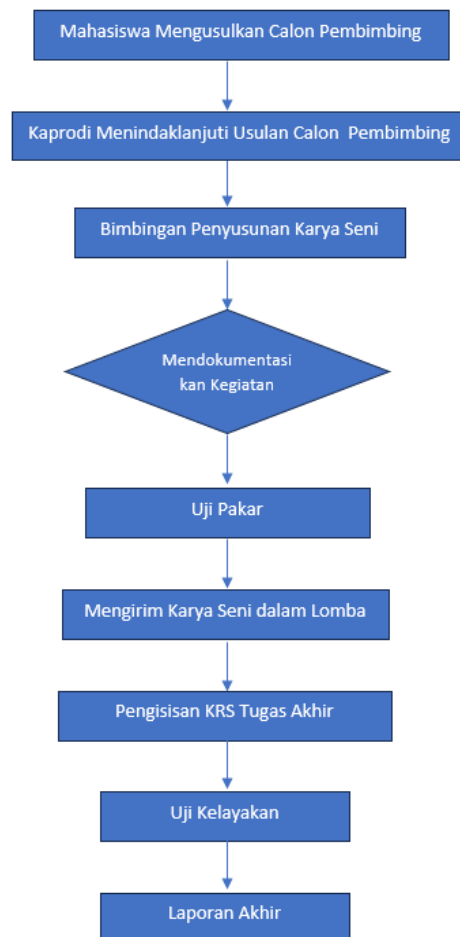 Mahasiswa Mengusulkan Calon Pembimbing
Kaprodi Menindaklanjuti Usulan Calon Pembimbing
Bimbingan Penyusunan Karya Seni
Mendokumentasi
kan Kegiatan
Uji Pakar
Mengirim Karya Seni dalam Lomba
Pengisisan KRS Tugas Akhir
Uji Kelayakan
Laporan Akhir